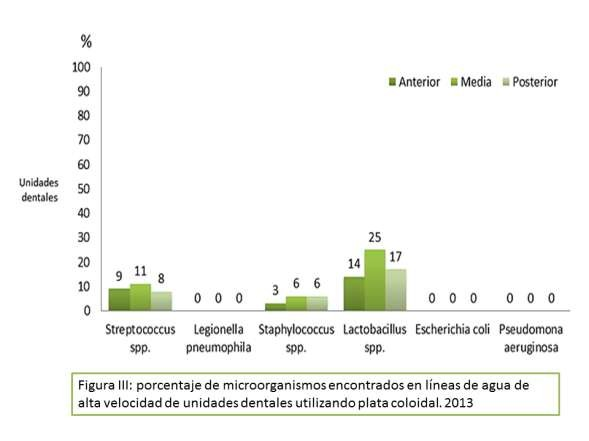 %
Anterior Media Posterior
100
90
80
70
60
50
40
30
20
10
0
Unidades
dentales
9 11 8
0 0 0
3 6 6
14 25 17
0 0 0
0 0 0
Streptococcus
spp.
Legionella
pneumophila
Staphylococcus
spp.
Lactobacillus
spp.
Escherichia coli
Pseudomona
aeruginosa
Figura III: porcentaje de microorganismos encontrados en líneas de agua de
alta velocidad de unidades dentales utilizando plata coloidal. 2013